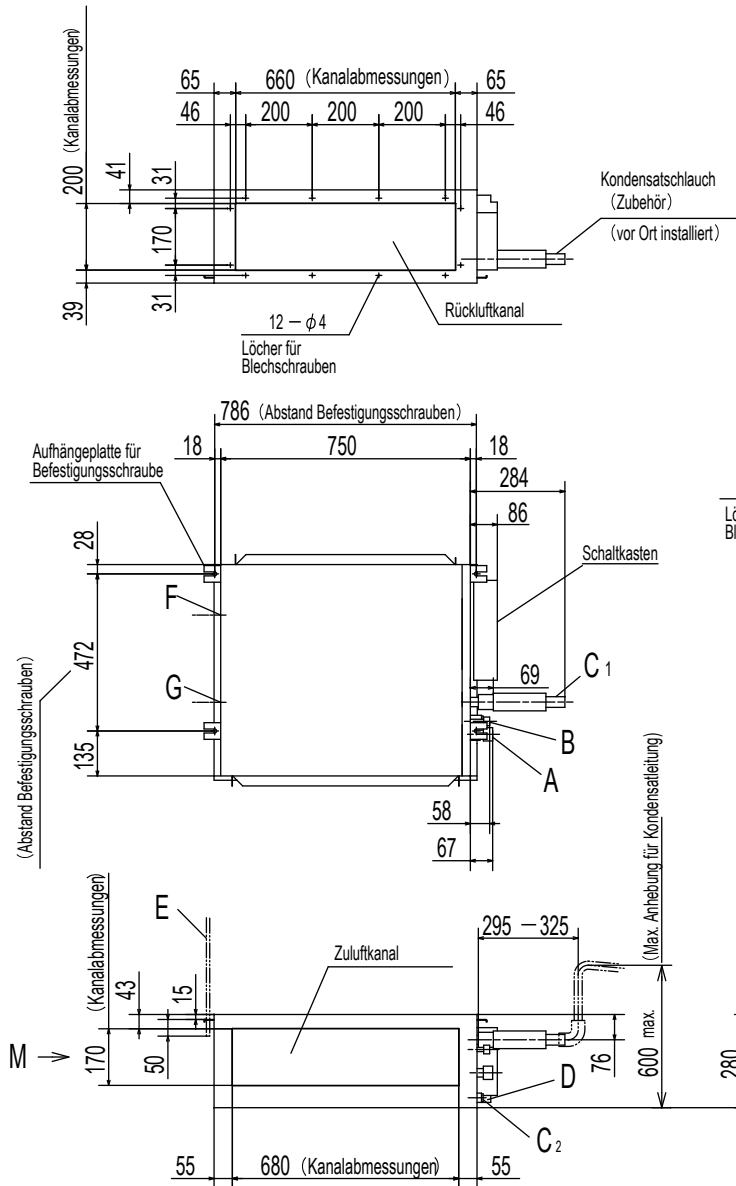 65
660 (Kanalabmessungen)
65
46
200
200
200
46
200 (Kanalabmessungen)
41
31
170
31
39
Kondensatschlauch
(Zubehör)
(vor Ort installiert)
Rückluftkanal
12 – φ4
Löcher für
Blechschrauben
786 (Abstand Befestigungsschrauben)
Aufhängeplatte für
Befestigungsschraube
18
750
18
284
86
28
Schaltkasten
Lö
Bl
F
472
G
69
C1
B
A
135
(Abstand Befestigungsschrauben)
58
67
(Max. Anhebung für Kondensatleitung)
(Kanalabmessungen)
E
Zuluftkanal
295 – 325
43
15
M
170
50
76
600 max.
280
D
C2
55
680 (Kanalabmessungen)
55